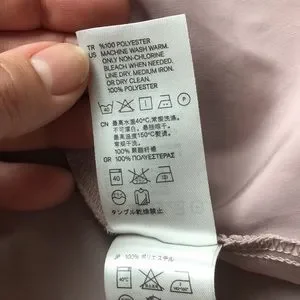 TR %100 POLYESTER
US MACHINE WASH WARM.
ONLY NON-CHLORINE
BLEACH WHEN NEEDED.
LINE DRY. MEDIUM IRON.
OR DRY CLEAN.
100% POLYESTER
40 P
CN 最高水温40℃,常规洗涤。
不可漂白。悬挂晾干。
最高温度150℃熨烫。
常规干洗。
100% 聚酯纤维
GR 100% ΠΟΛΥΕΣΤΕΡΑΣ
40
タンブル乾燥禁止
JP 100% ポリエステル
40℃